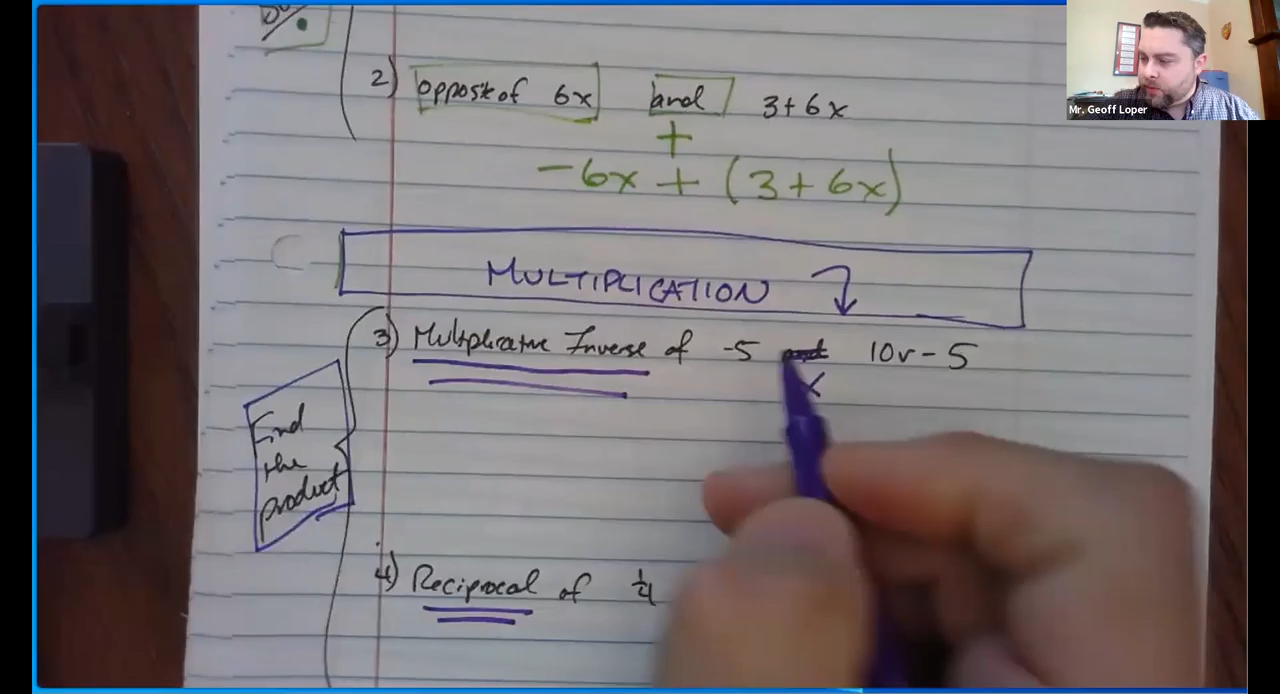 Mr. Geoff Loper
2) opposite of 6x and 3 + 6x
+
-6x + (3 + 6x)
MULTIPLICATION
3) Multiplicative Inverse of -5 and 10v - 5
x
Find
the
product
4) Reciprocal of 1/4